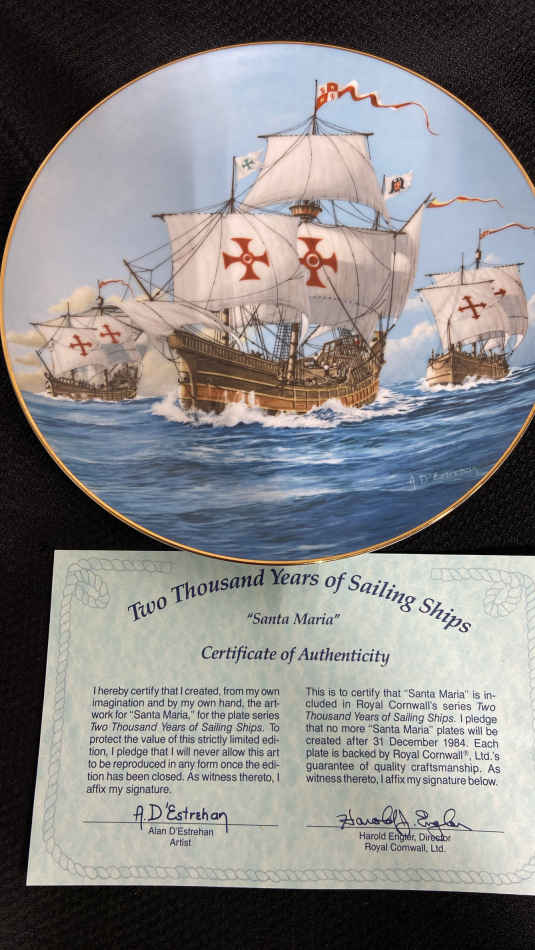 A. D'Estrehan
Two Thousand Years of Sailing Ships
"Santa Maria"
Certificate of Authenticity
I hereby certify that I created, from my own
imagination and by my own hand, the art-
work for "Santa Maria," for the plate series
Two Thousand Years of Sailing Ships. To
protect the value of this strictly limited edi-
tion, I pledge that I will never allow this art
to be reproduced in any form once the edi-
tion has been closed. As witness thereto, I
affix my signature.
A. D'Estrehan
Alan D'Estrehan
Artist
This is to certify that "Santa Maria" is in-
cluded in Royal Cornwall's series Two
Thousand Years of Sailing Ships. I pledge
that no more "Santa Maria" plates will be
created after 31 December 1984. Each
plate is backed by Royal Cornwall®, Ltd.'s
guarantee of quality craftsmanship. As
witness thereto, I affix my signature below.
Harold J. Engler
Harold Engler, Director
Royal Cornwall, Ltd.